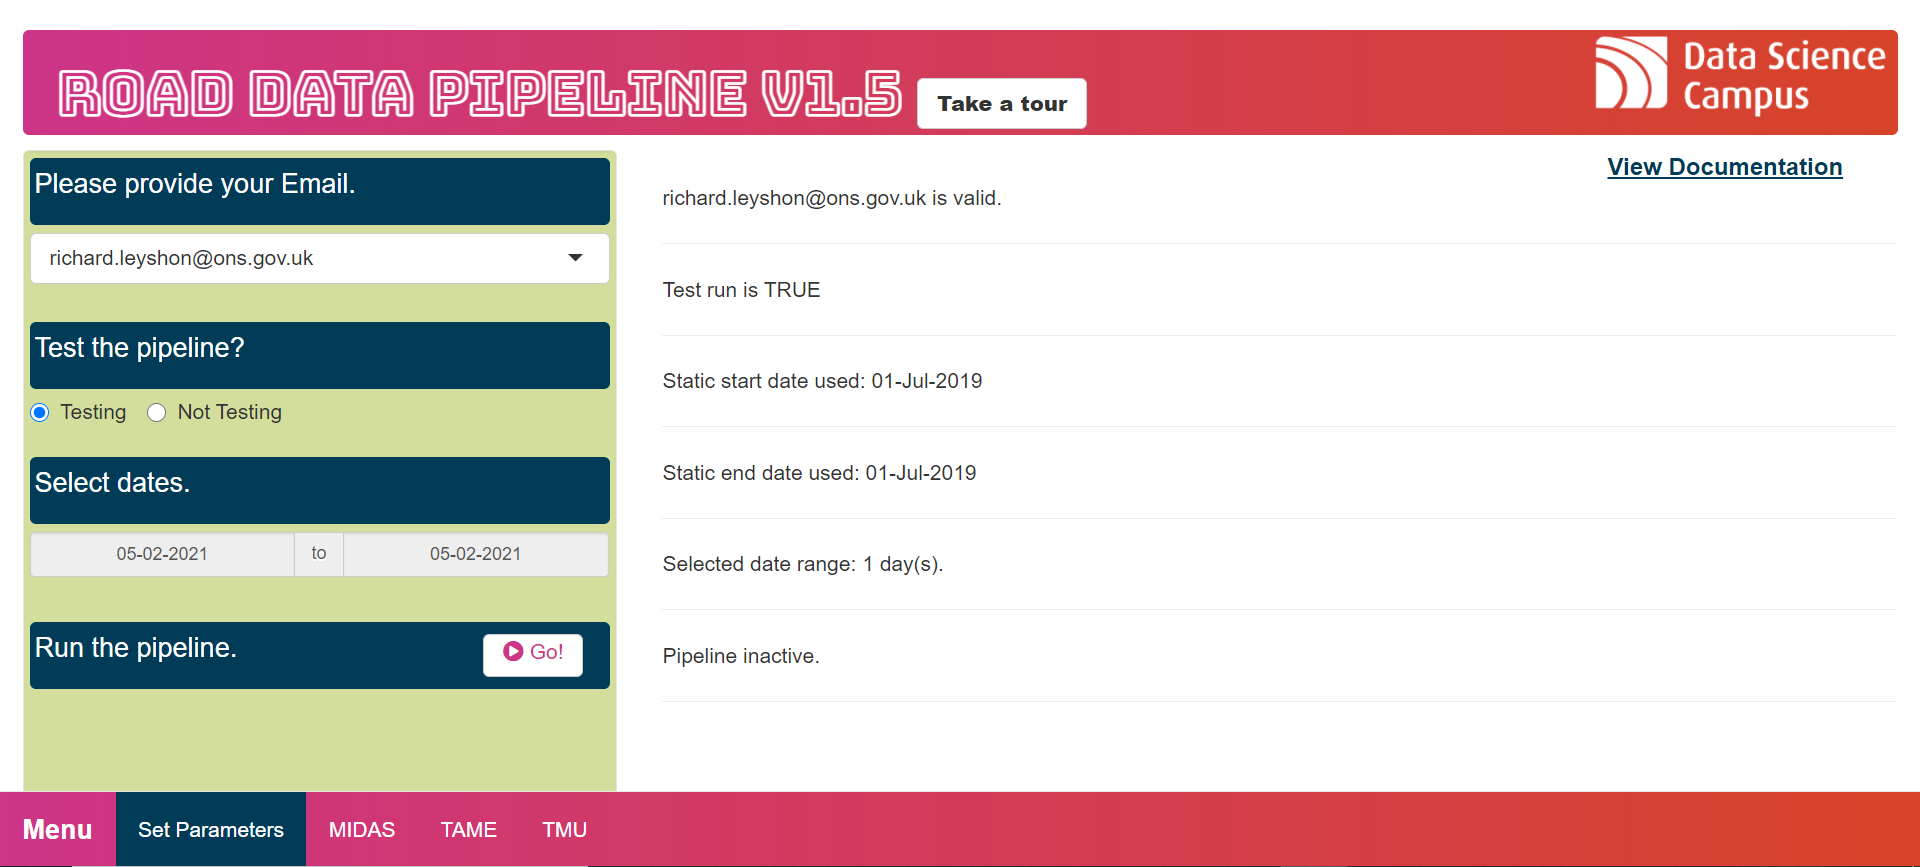 ROAD DATA PIPELINE V1.5
Take a tour
Data Science
Campus
Please provide your Email.
richard.leyshon@ons.gov.uk
Test the pipeline?
Testing
Not Testing
Select dates.
05-02-2021 to 05-02-2021
Run the pipeline.
Go!
View Documentation
richard.leyshon@ons.gov.uk is valid.
Test run is TRUE
Static start date used: 01-Jul-2019
Static end date used: 01-Jul-2019
Selected date range: 1 day(s).
Pipeline inactive.
Menu
Set Parameters
MIDAS
TAME
TMU